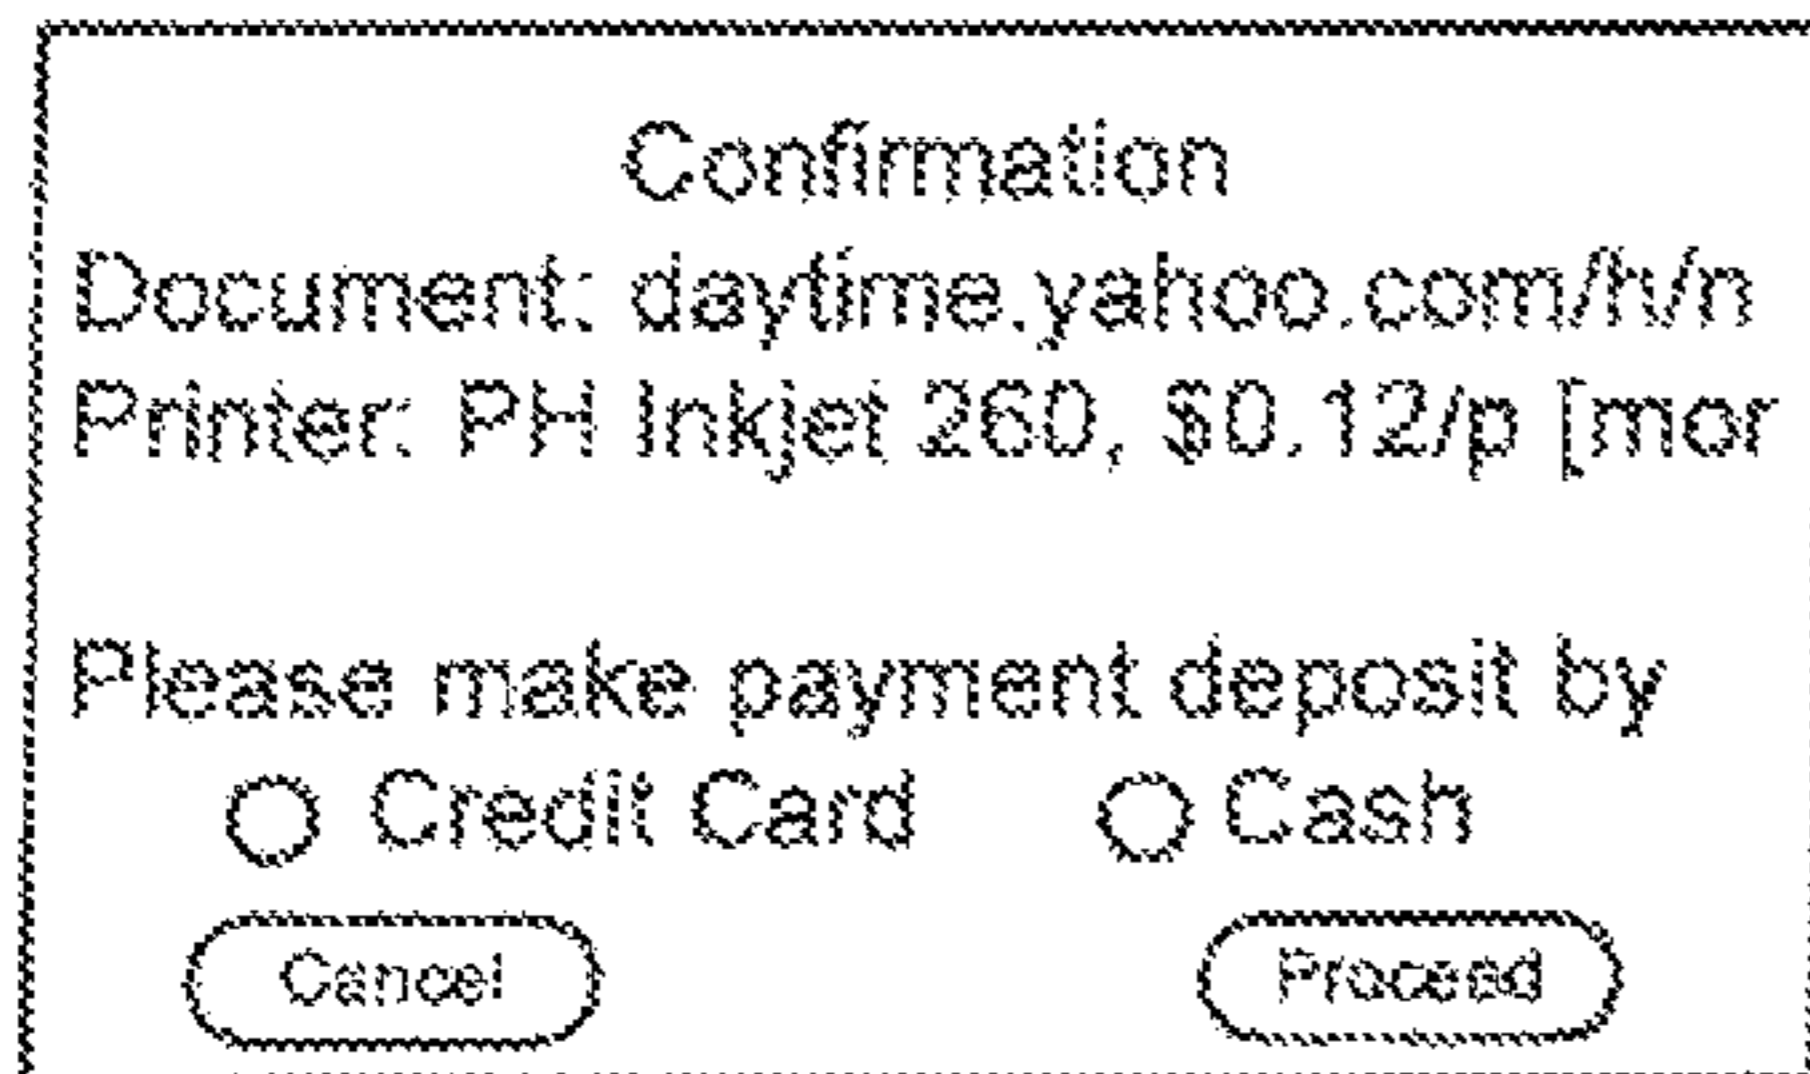 Confirmation
Document: daytime.yahoo.com/h/n
Printer: PH Inkjet 260, $0.12/p [mor
Please make payment deposit by
Credit Card Cash
Cancel Proceed